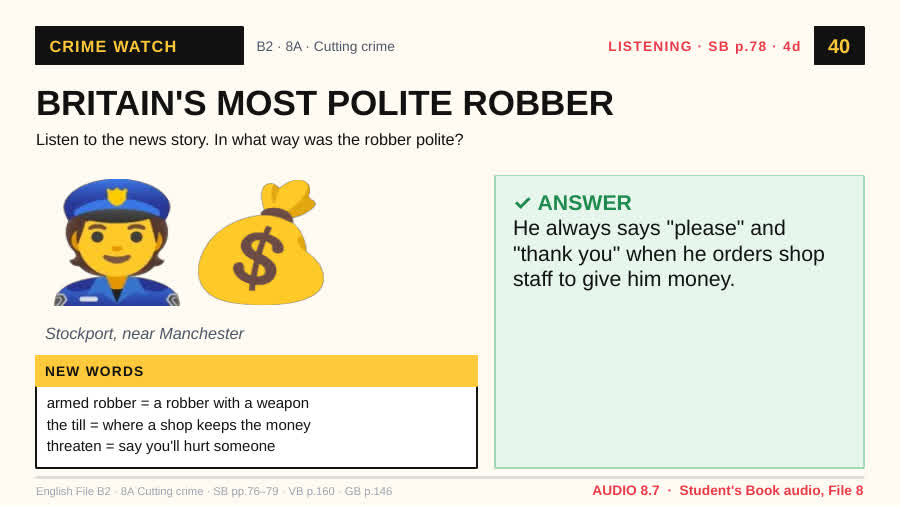 CRIME WATCH
B2 · 8A · Cutting crime
LISTENING · SB p.78 · 4d
40
BRITAIN'S MOST POLITE ROBBER
Listen to the news story. In what way was the robber polite?
$
Stockport, near Manchester
NEW WORDS
armed robber = a robber with a weapon
the till = where a shop keeps the money
threaten = say you'll hurt someone
✓ ANSWER
He always says "please" and
"thank you" when he orders shop
staff to give him money.
English File B2 · 8A Cutting crime · SB pp.76–79 · VB p.160 · GB p.146
AUDIO 8.7 · Student's Book audio, File 8